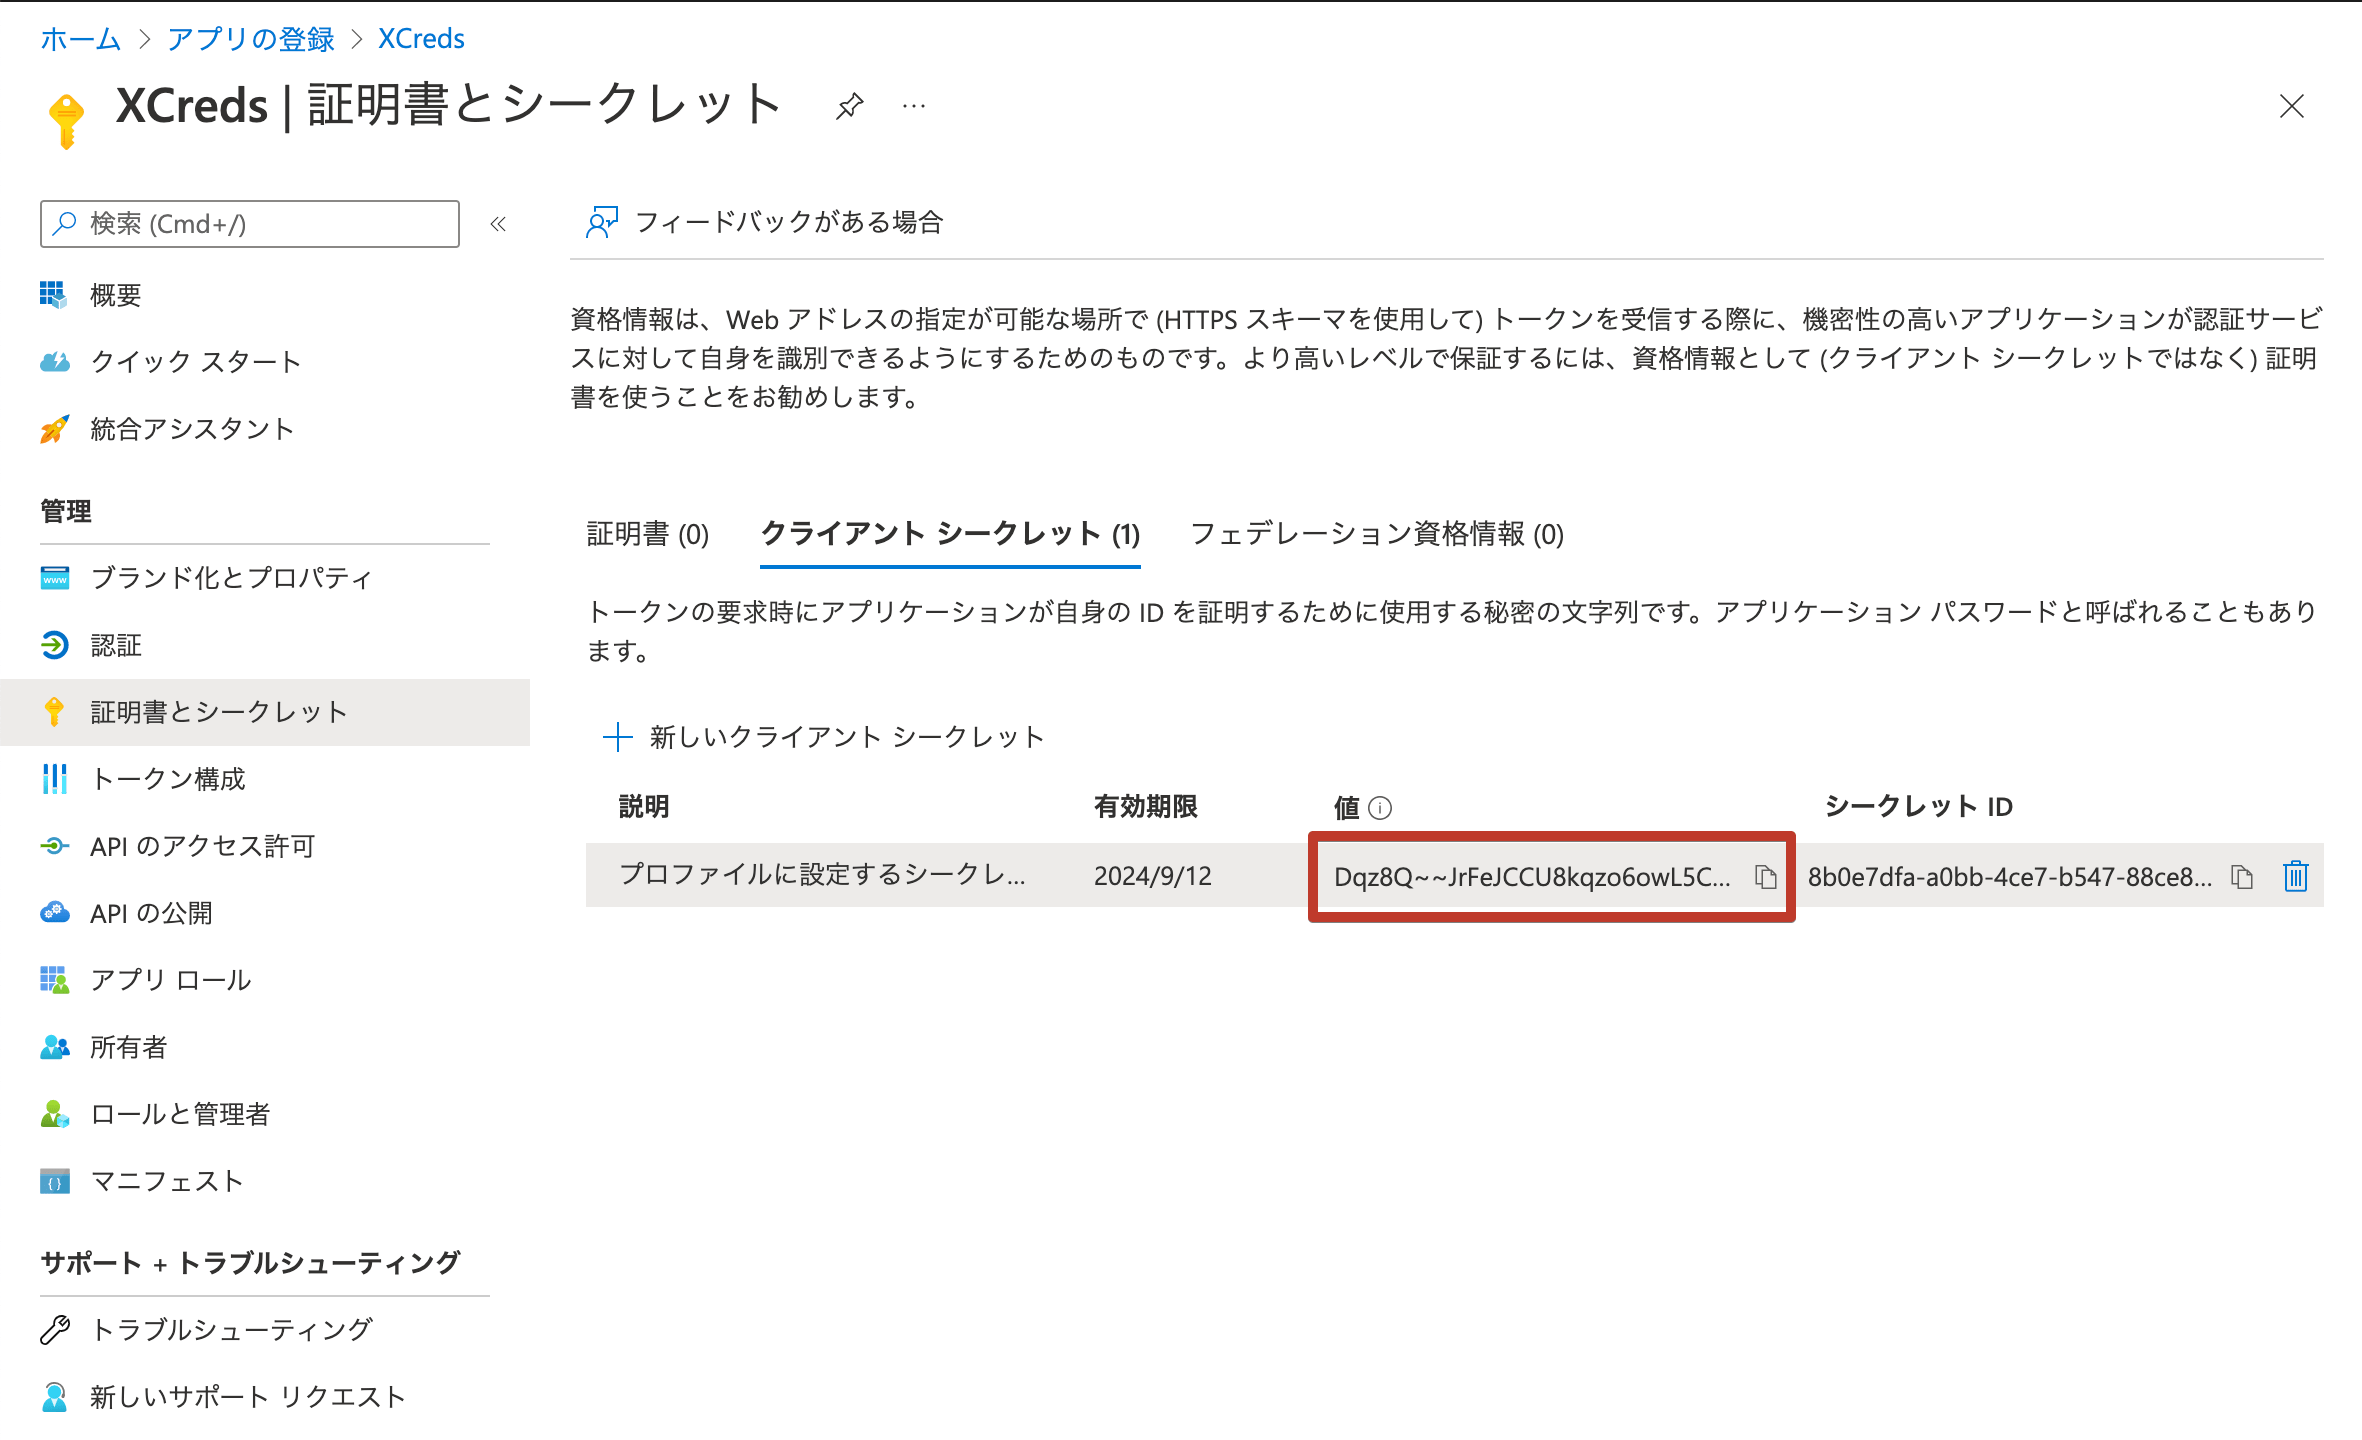 ホーム > アプリの登録 > XCreds
XCreds | 証明書とシークレット
検索 (Cmd+/)
概要
クイック スタート
統合アシスタント
管理
ブランド化とプロパティ
認証
証明書とシークレット
トークン構成
API のアクセス許可
API の公開
アプリ ロール
所有者
ロールと管理者
マニフェスト
サポート + トラブルシューティング
トラブルシューティング
新しいサポート リクエスト
フィードバックがある場合
資格情報は、Web アドレスの指定が可能な場所で (HTTPS スキーマを使用して) トークンを受信する際に、機密性の高いアプリケーションが認証サービ
スに対して自身を識別できるようにするためのものです。より高いレベルで保証するには、資格情報として (クライアント シークレットではなく) 証明
書を使うことをお勧めします。
証明書 (0) クライアント シークレット (1) フェデレーション資格情報 (0)
トークンの要求時にアプリケーションが自身の ID を証明するために使用する秘密の文字列です。アプリケーション パスワードと呼ばれることもあり
ます。
新しいクライアント シークレット
説明 有効期限 値 シークレット ID
プロファイルに設定するシークレ... 2024/9/12 Dqz8Q~~JrFeJCCU8kqzo6owL5C... 8b0e7dfa-a0bb-4ce7-b547-88ce8...